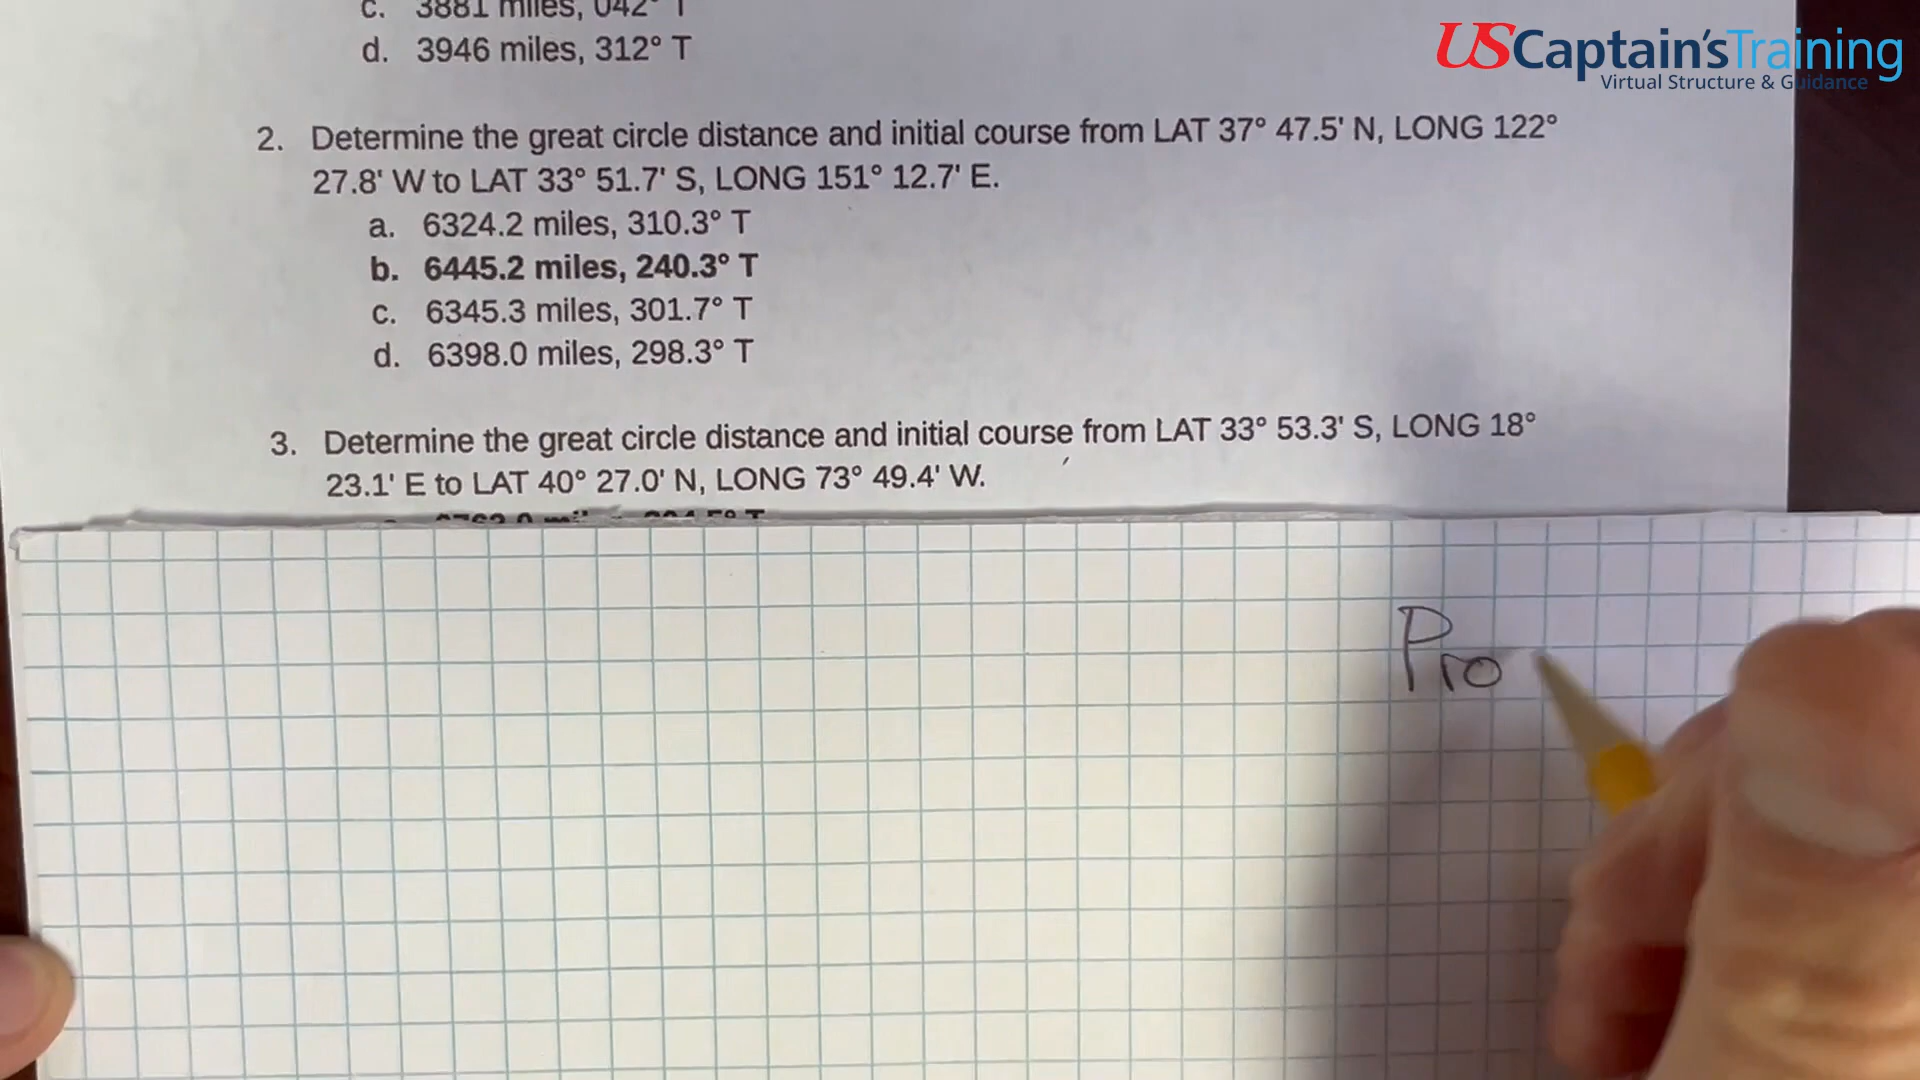 c. 3881 miles, 042° T
d. 3946 miles, 312° T
USCaptain'sTraining
Virtual Structure & Guidance
2. Determine the great circle distance and initial course from LAT 37° 47.5' N, LONG 122°
27.8' W to LAT 33° 51.7' S, LONG 151° 12.7' E.
a. 6324.2 miles, 310.3° T
b. 6445.2 miles, 240.3° T
c. 6345.3 miles, 301.7° T
d. 6398.0 miles, 298.3° T
3. Determine the great circle distance and initial course from LAT 33° 53.3' S, LONG 18°
23.1' E to LAT 40° 27.0' N, LONG 73° 49.4' W.
Pro